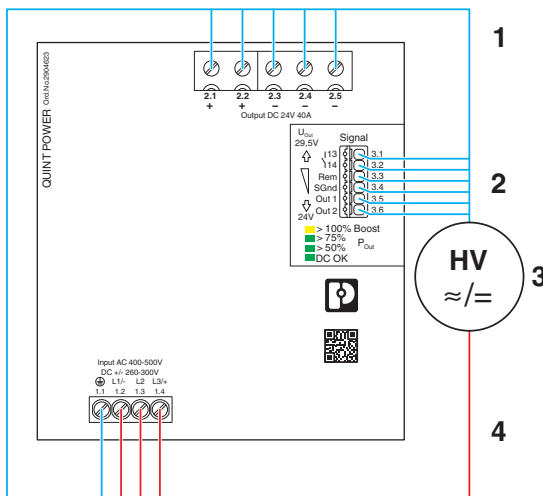 1
QUINT POWER Ord.No.2904623
2.1 2.2 2.3 2.4 2.5
+ + − − −
Output DC 24V 40A
UOut
29,5V
24V
Signal
13 3.1
14 3.2
Rem 3.3
SGnd 3.4
Out 1 3.5
Out 2 3.6
> 100% Boost
> 75%
> 50%
DC OK
POut
2
HV
≈/=
3
Input AC 400-500V
DC +/- 260-300V
L1/- L2 L3/+
1.1 1.2 1.3 1.4
4